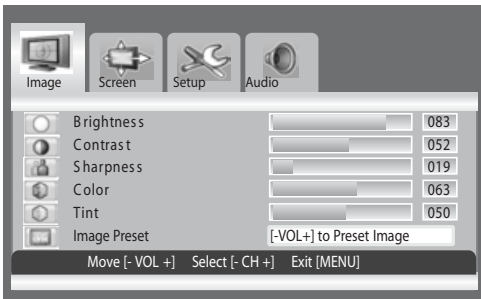 Image Screen Setup Audio
Brightness 083
Contrast 052
Sharpness 019
Color 063
Tint 050
Image Preset [-VOL+] to Preset Image
Move [- VOL +] Select [- CH +] Exit [MENU]